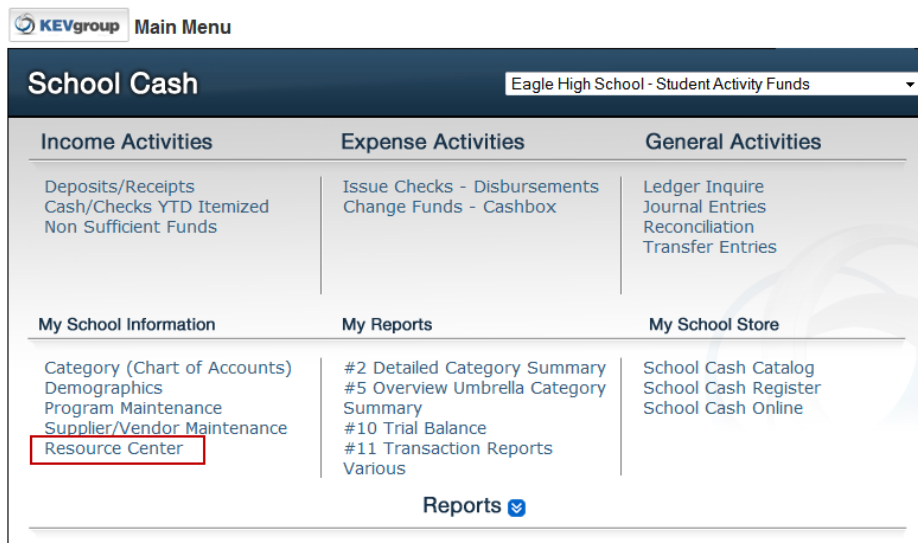 KEVgroup Main Menu
School Cash
Eagle High School - Student Activity Funds
Income Activities
Deposits/Receipts
Cash/Checks YTD Itemized
Non Sufficient Funds
Expense Activities
Issue Checks - Disbursements
Change Funds - Cashbox
General Activities
Ledger Inquire
Journal Entries
Reconciliation
Transfer Entries
My School Information
Category (Chart of Accounts)
Demographics
Program Maintenance
Supplier/Vendor Maintenance
Resource Center
My Reports
#2 Detailed Category Summary
#5 Overview Umbrella Category
Summary
#10 Trial Balance
#11 Transaction Reports
Various
My School Store
School Cash Catalog
School Cash Register
School Cash Online
Reports